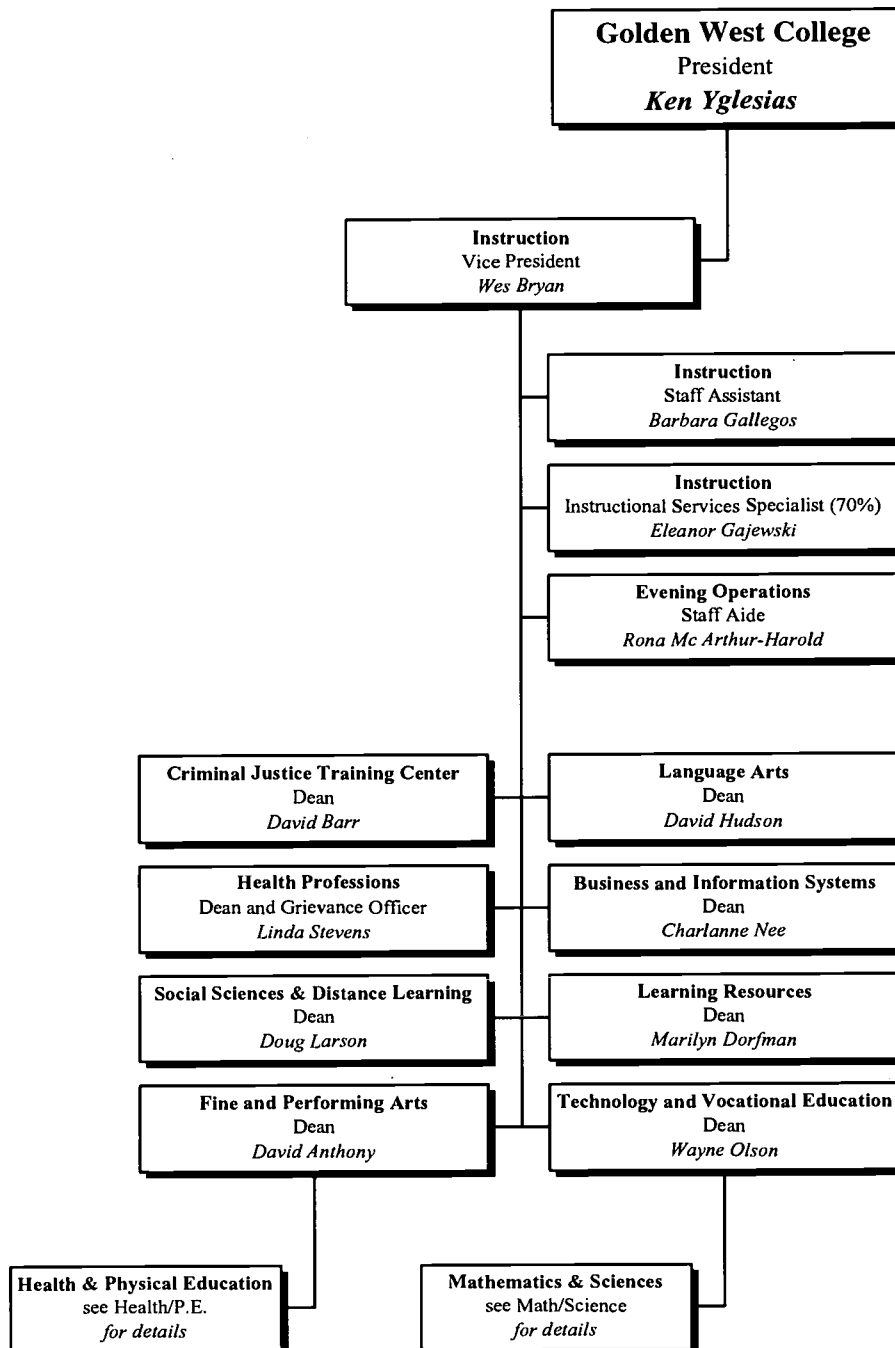 Golden West College
President
Ken Yglesias
Instruction
Vice President
Wes Bryan
Instruction
Staff Assistant
Barbara Gallegos
Instruction
Instructional Services Specialist (70%)
Eleanor Gajewski
Evening Operations
Staff Aide
Rona Mc Arthur-Harold
Criminal Justice Training Center
Dean
David Barr
Language Arts
Dean
David Hudson
Health Professions
Dean and Grievance Officer
Linda Stevens
Business and Information Systems
Dean
Charlanne Nee
Social Sciences & Distance Learning
Dean
Doug Larson
Learning Resources
Dean
Marilyn Dorfman
Fine and Performing Arts
Dean
David Anthony
Technology and Vocational Education
Dean
Wayne Olson
Health & Physical Education
see Health/P.E.
for details
Mathematics & Sciences
see Math/Science
for details